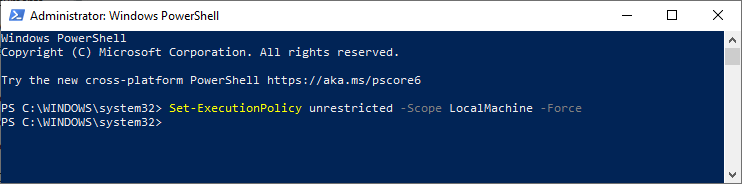 Administrator: Windows PowerShell
Windows PowerShell
Copyright (C) Microsoft Corporation. All rights reserved.
Try the new cross-platform PowerShell https://aka.ms/pscore6
PS C:\WINDOWS\system32> Set-ExecutionPolicy unrestricted -Scope LocalMachine -Force
PS C:\WINDOWS\system32>